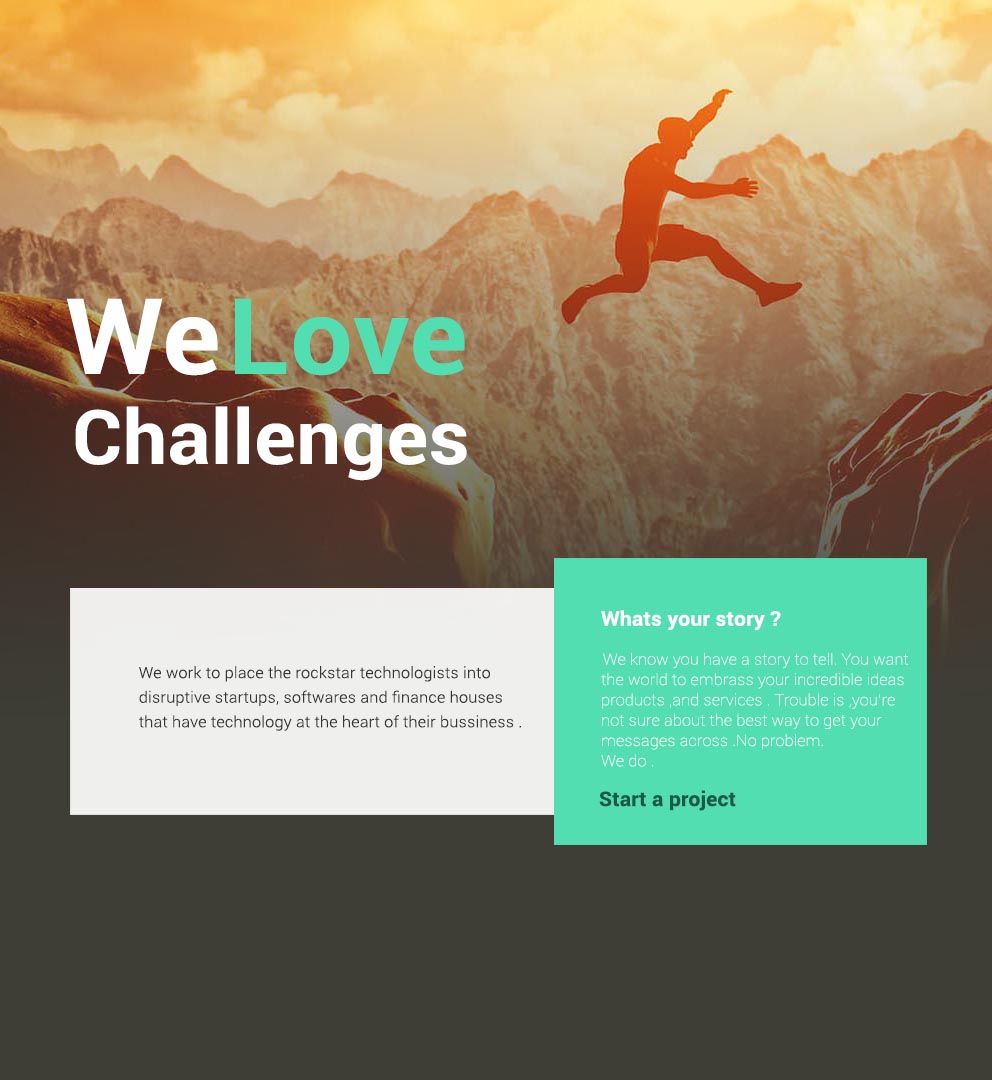 We Love
Challenges
We work to place the rockstar technologists into
disruptive startups, softwares and finance houses
that have technology at the heart of their bussiness .
Whats your story ?
We know you have a story to tell. You want
the world to embrass your incredible ideas
products ,and services . Trouble is ,you're
not sure about the best way to get your
messages across .No problem.
We do .
Start a project